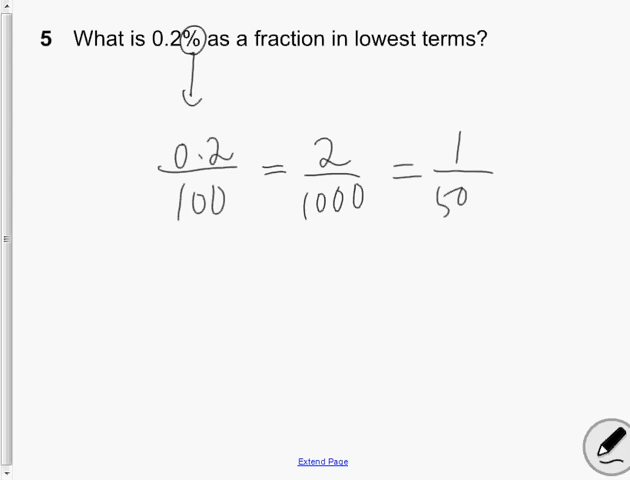 5 What is 0.2% as a fraction in lowest terms?
0.2/100 = 2/1000 = 1/50
Extend Page